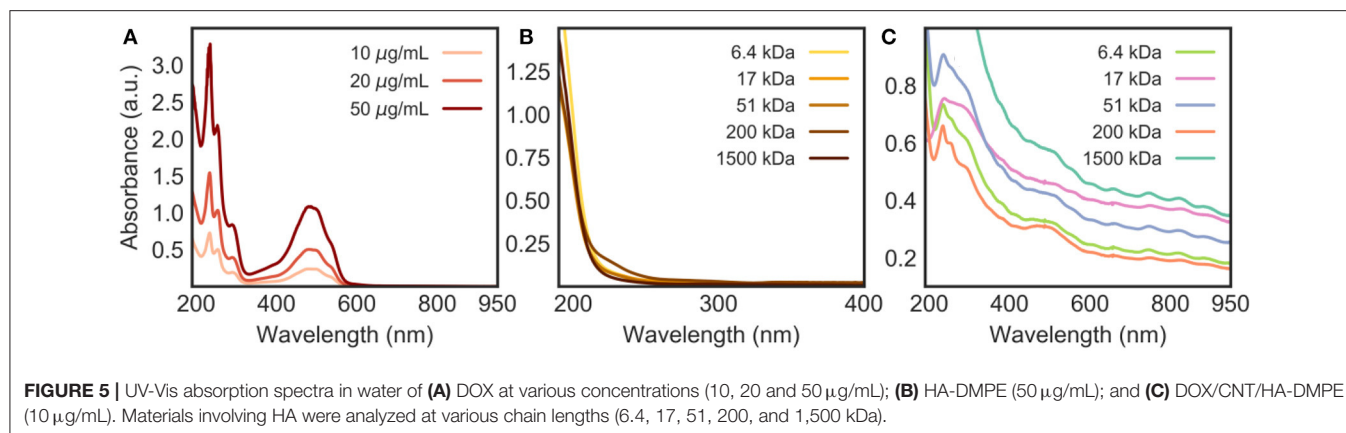 A
10 µg/mL
20 µg/mL
50 µg/mL
Absorbance (a.u.)
3.0
2.5
2.0
1.5
1.0
0.5
200 400 600 800 950
Wavelength (nm)
B
6.4 kDa
17 kDa
51 kDa
200 kDa
1500 kDa
1.25
1.00
0.75
0.50
0.25
200 300 400
Wavelength (nm)
C
6.4 kDa
17 kDa
51 kDa
200 kDa
1500 kDa
0.8
0.6
0.4
0.2
200 400 600 800 950
Wavelength (nm)
FIGURE 5 | UV-Vis absorption spectra in water of (A) DOX at various concentrations (10, 20 and 50 µg/mL); (B) HA-DMPE (50 µg/mL); and (C) DOX/CNT/HA-DMPE
(10 µg/mL). Materials involving HA were analyzed at various chain lengths (6.4, 17, 51, 200, and 1,500 kDa).